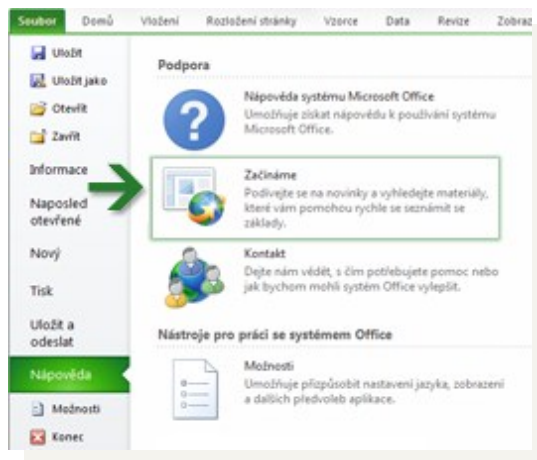 Soubor Domů Vložení Rozložení stránky Vzorce Data Revize Zobraz
Uložit
Uložit jako
Otevřít
Zavřít
Informace
Naposled
otevřené
Nový
Tisk
Uložit a
odeslat
Nápověda
Možnosti
Konec
Podpora
Nápověda systému Microsoft Office
Umožňuje získat nápovědu k používání systému
Microsoft Office.
Začínáme
Podívejte se na novinky a vyhledejte materiály,
které vám pomohou rychle se seznámit se
základy.
Kontakt
Dejte nám vědět, s čím potřebujete pomoc nebo
jak bychom mohli systém Office vylepšit.
Nástroje pro práci se systémem Office
Možnosti
Umožňuje přizpůsobit nastavení jazyka, zobrazení
a dalších předvoleb aplikace.